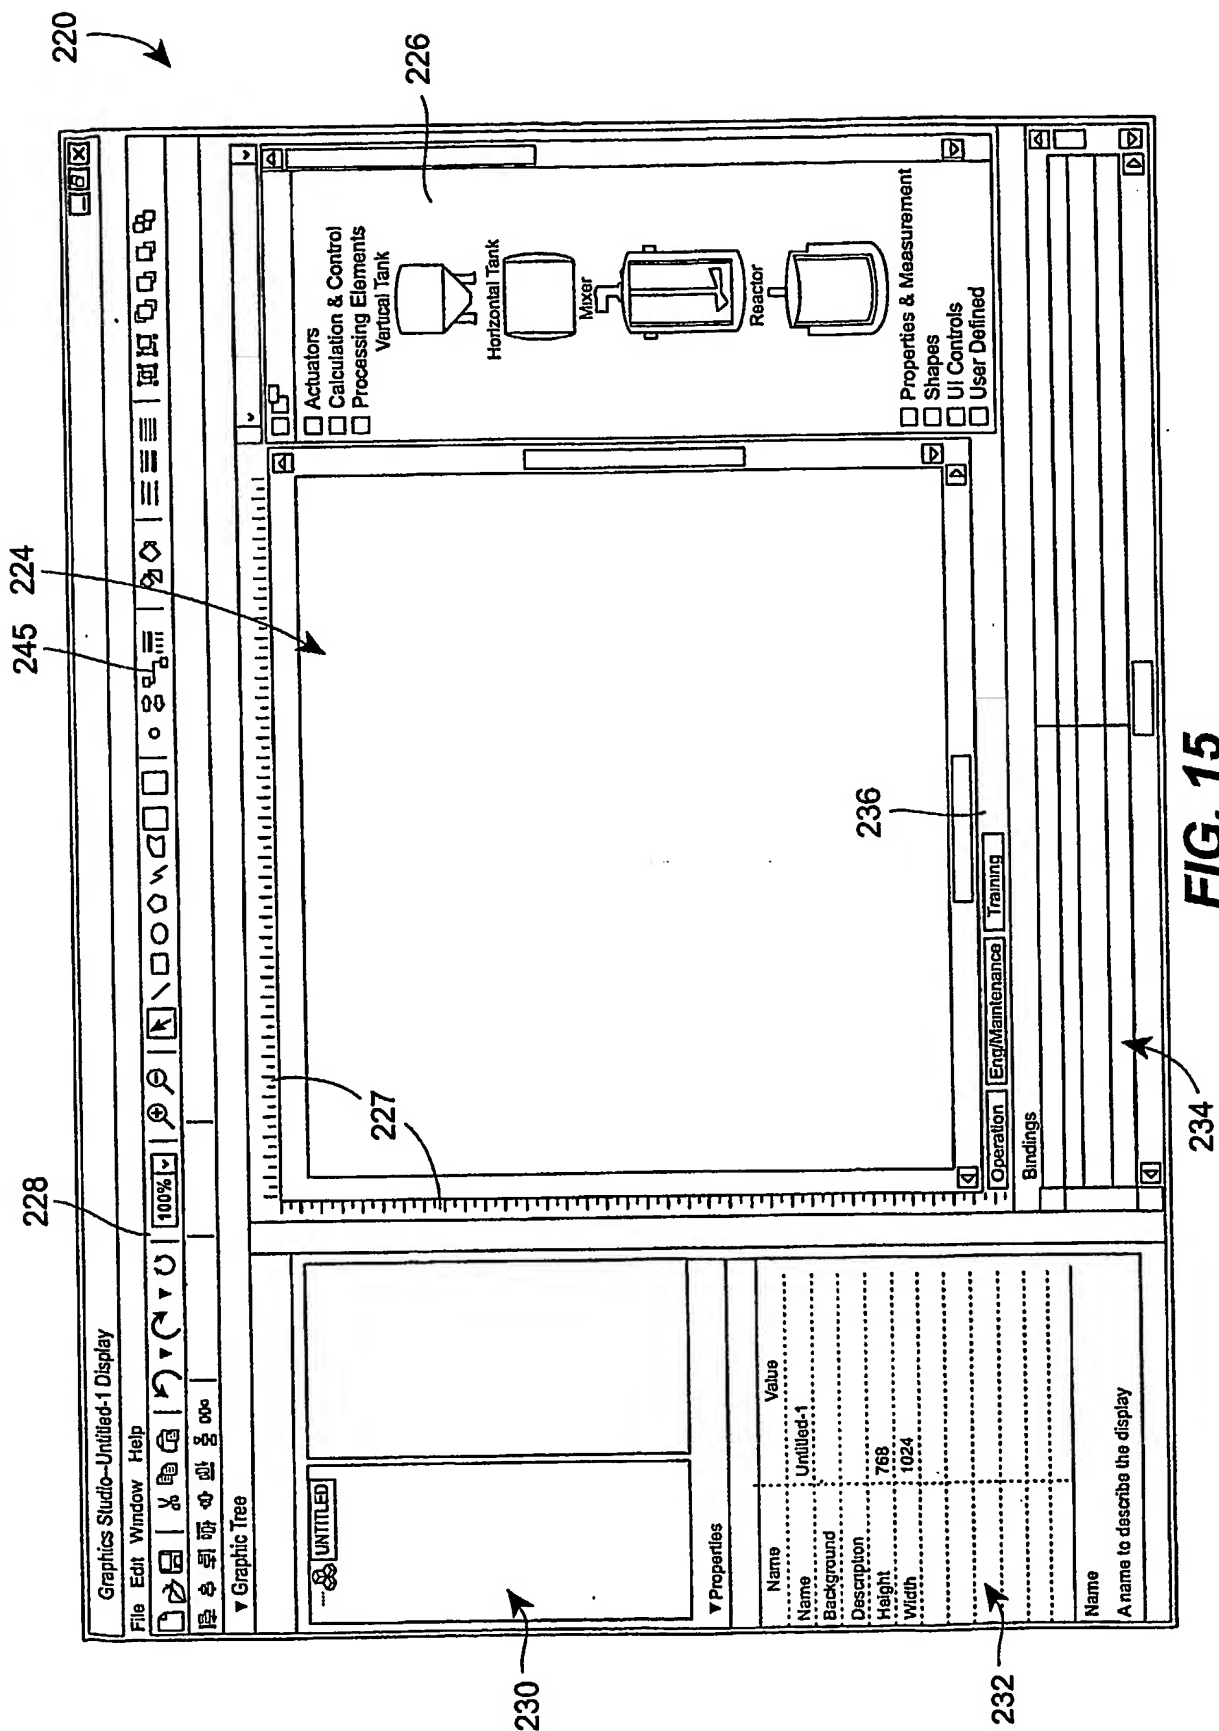 220
Graphics Studio--Untitled-1 Display
File Edit Window Help
228
100%
245
224
▾ Graphic Tree
UNTITLED
230
227
Actuators
Calculation & Control
Processing Elements
Vertical Tank
Horizontal Tank
Mixer
Reactor
Properties & Measurement
Shapes
UI Controls
User Defined
226
▾ Properties
Name Value
Name Untitled-1
Background
Description
Height 768
Width 1024
Name
A name to describe the display
232
Operation Eng/Maintenance Training
236
Bindings
234
FIG. 15